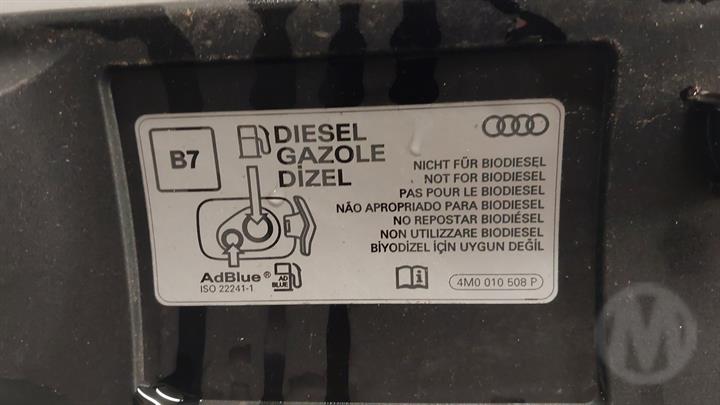 B7
DIESEL
GAZOLE
DİZEL
NICHT FÜR BIODIESEL
NOT FOR BIODIESEL
PAS POUR LE BIODIESEL
NÃO APROPRIADO PARA BIODIESEL
NO REPOSTAR BIODIÉSEL
NON UTILIZZARE BIODIESEL
BİYODİZEL İÇİN UYGUN DEĞİL
AdBlue®
ISO 22241-1
AD
BLUE
4M0 010 508 P
M